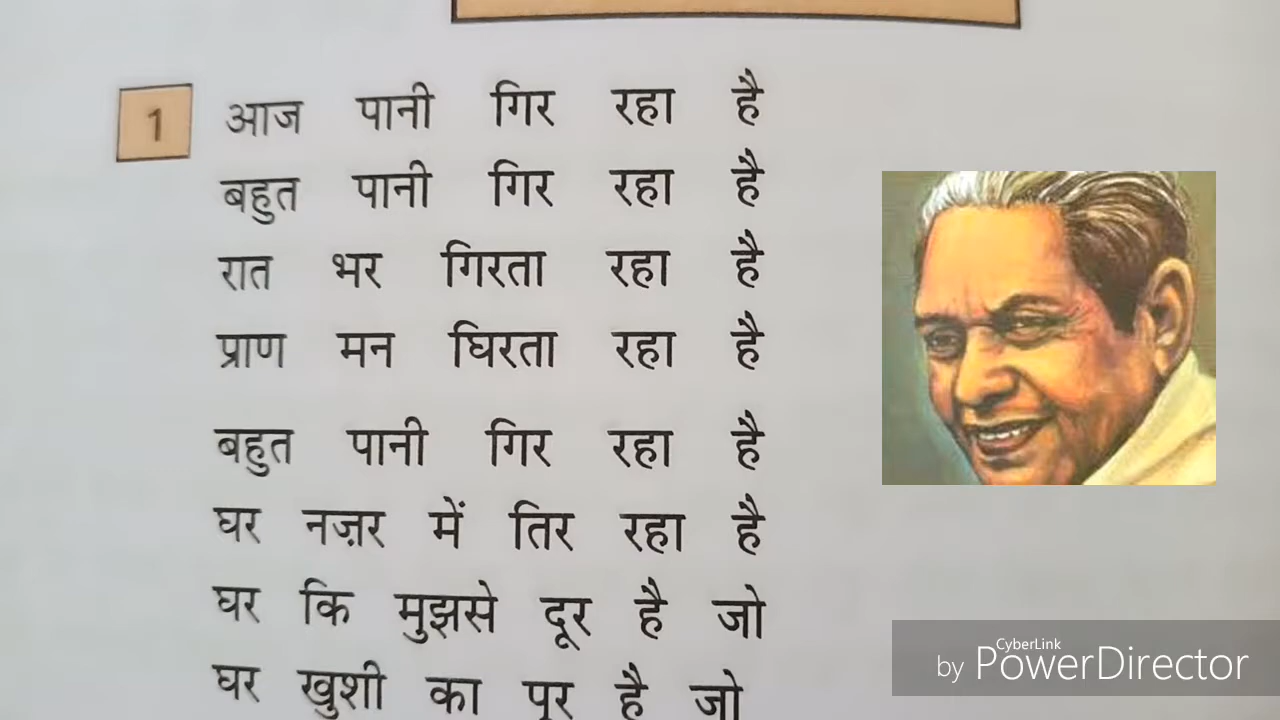 1 आज पानी गिर रहा है
बहुत पानी गिर रहा है
रात भर गिरता रहा है
प्राण मन घिरता रहा है
बहुत पानी गिर रहा है
घर नज़र में तिर रहा है
घर कि मुझसे दूर है जो
घर खुशी का पूर है जो
CyberLink
by PowerDirector